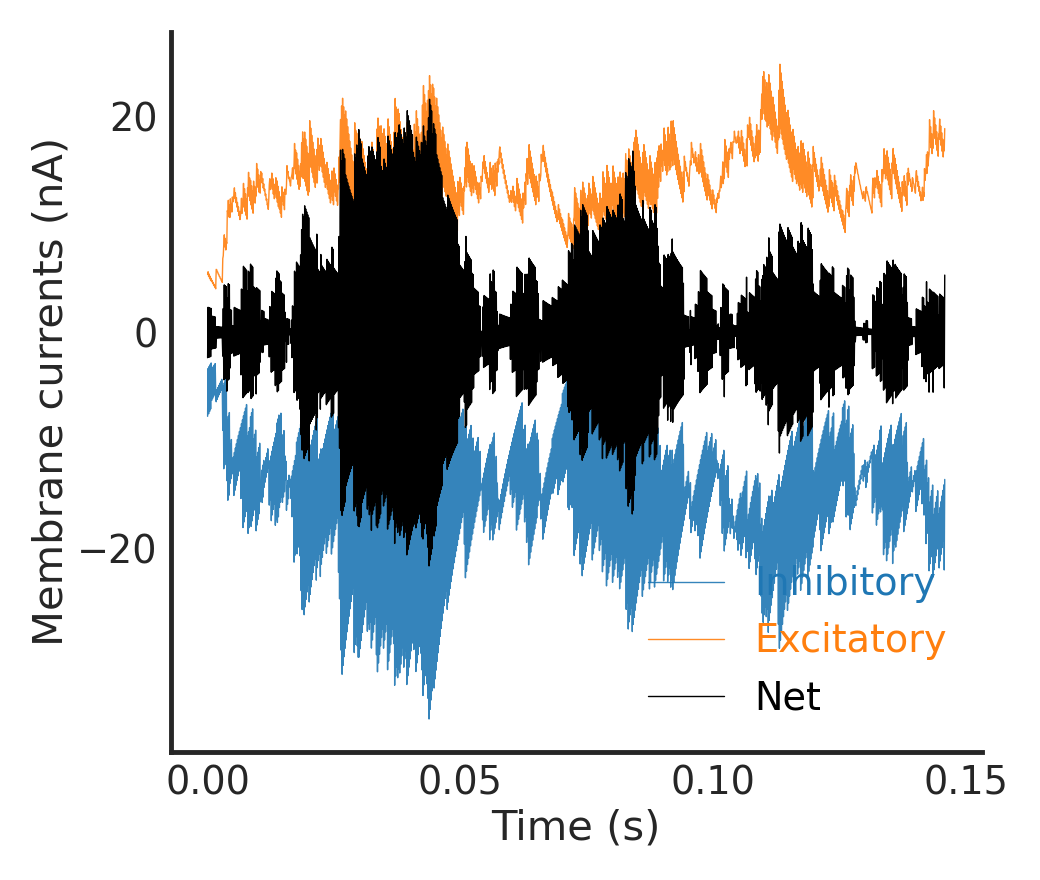 Membrane currents (nA)
20
0
−20
Inhibitory
Excitatory
Net
0.00 0.05 0.10 0.15
Time (s)